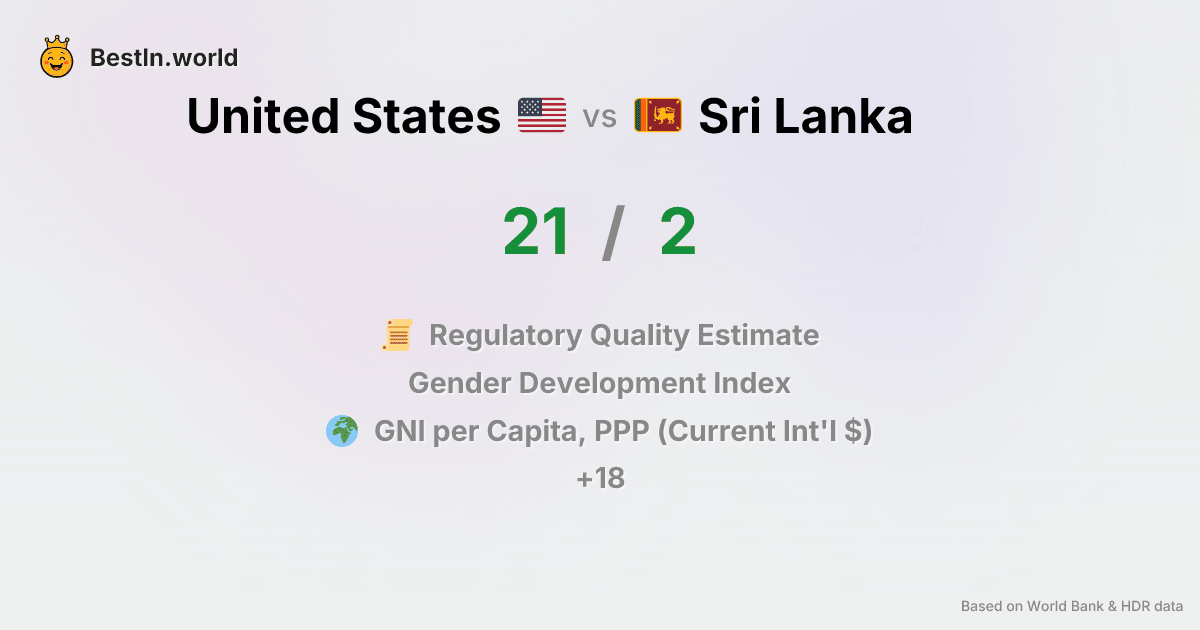 BestIn.world
United States vs Sri Lanka
21 / 2
Regulatory Quality Estimate
Gender Development Index
GNI per Capita, PPP (Current Int'l $)
+18
Based on World Bank & HDR data